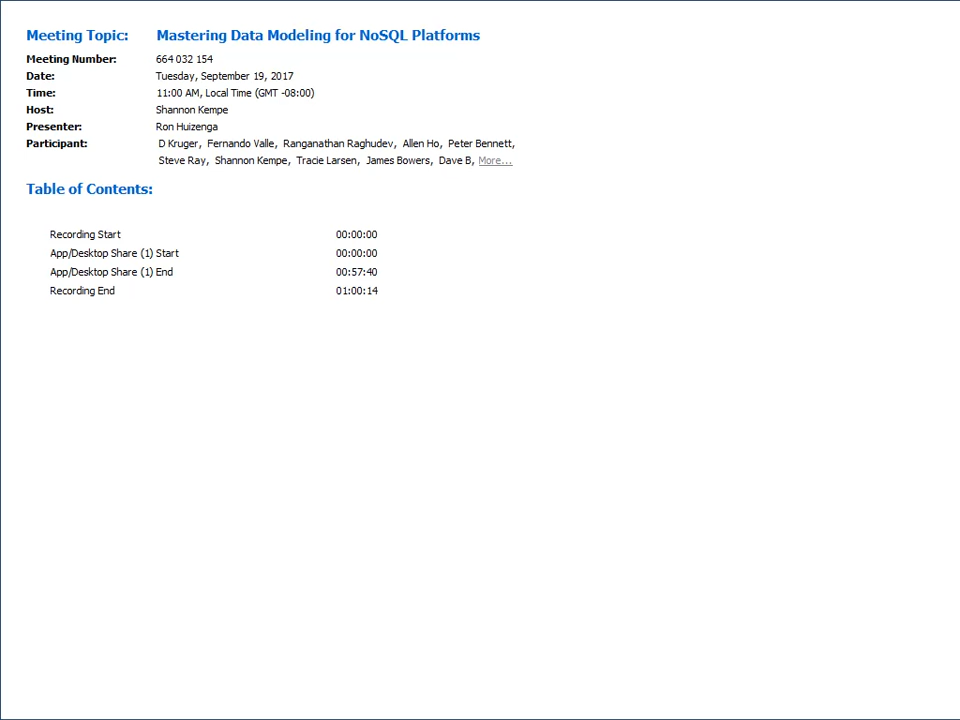 Meeting Topic: Mastering Data Modeling for NoSQL Platforms
Meeting Number: 664 032 154
Date: Tuesday, September 19, 2017
Time: 11:00 AM, Local Time (GMT -08:00)
Host: Shannon Kempe
Presenter: Ron Huizenga
Participant: D Kruger, Fernando Valle, Ranganathan Raghudev, Allen Ho, Peter Bennett,
Steve Ray, Shannon Kempe, Tracie Larsen, James Bowers, Dave B, More...
Table of Contents:
Recording Start 00:00:00
App/Desktop Share (1) Start 00:00:00
App/Desktop Share (1) End 00:57:40
Recording End 01:00:14